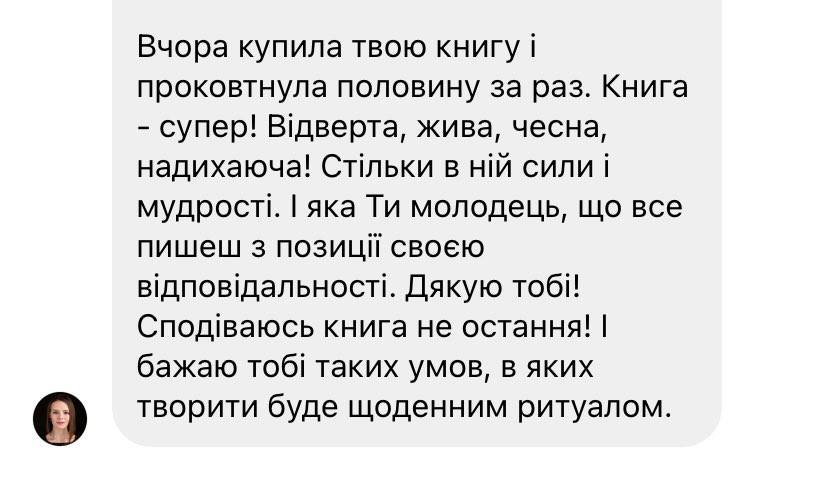 Вчора купила твою книгу і
проковтнула половину за раз. Книга
- супер! Відверта, жива, чесна,
надихаюча! Стільки в ній сили і
мудрості. І яка Ти молодець, що все
пишеш з позиції своєю
відповідальності. Дякую тобі!
Сподіваюсь книга не остання! І
бажаю тобі таких умов, в яких
творити буде щоденним ритуалом.